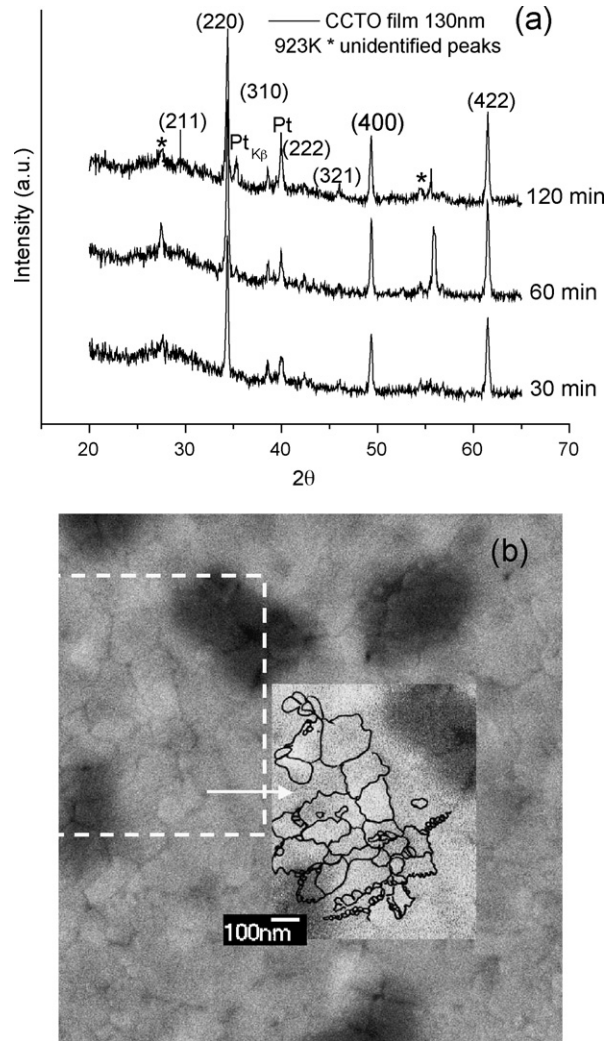 (a)
CCTO film 130nm
923K * unidentified peaks
(220)
(310)
(211)
*
Pt
Kβ
Pt
(222)
(321)
(400)
*
(422)
120 min
60 min
30 min
Intensity (a.u.)
20 30 40 50 60 70
2θ
(b)
100nm